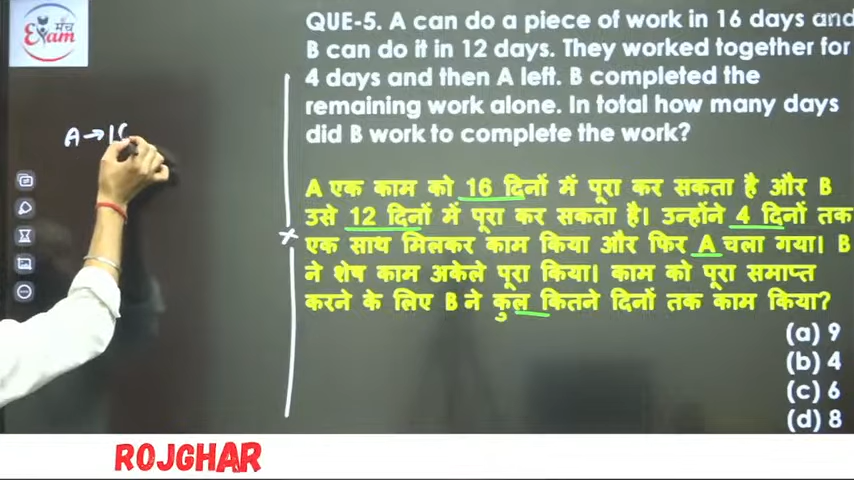 मंच
Exam
QUE-5. A can do a piece of work in 16 days and
B can do it in 12 days. They worked together for
4 days and then A left. B completed the
remaining work alone. In total how many days
did B work to complete the work?
A → 16
A एक काम को 16 दिनों में पूरा कर सकता है और B
उसे 12 दिनों में पूरा कर सकता है। उन्होंने 4 दिनों तक
एक साथ मिलकर काम किया और फिर A चला गया। B
ने शेष काम अकेले पूरा किया। काम को पूरा समाप्त
करने के लिए B ने कुल कितने दिनों तक काम किया?
(a) 9
(b) 4
(c) 6
(d) 8
ROJGHAR